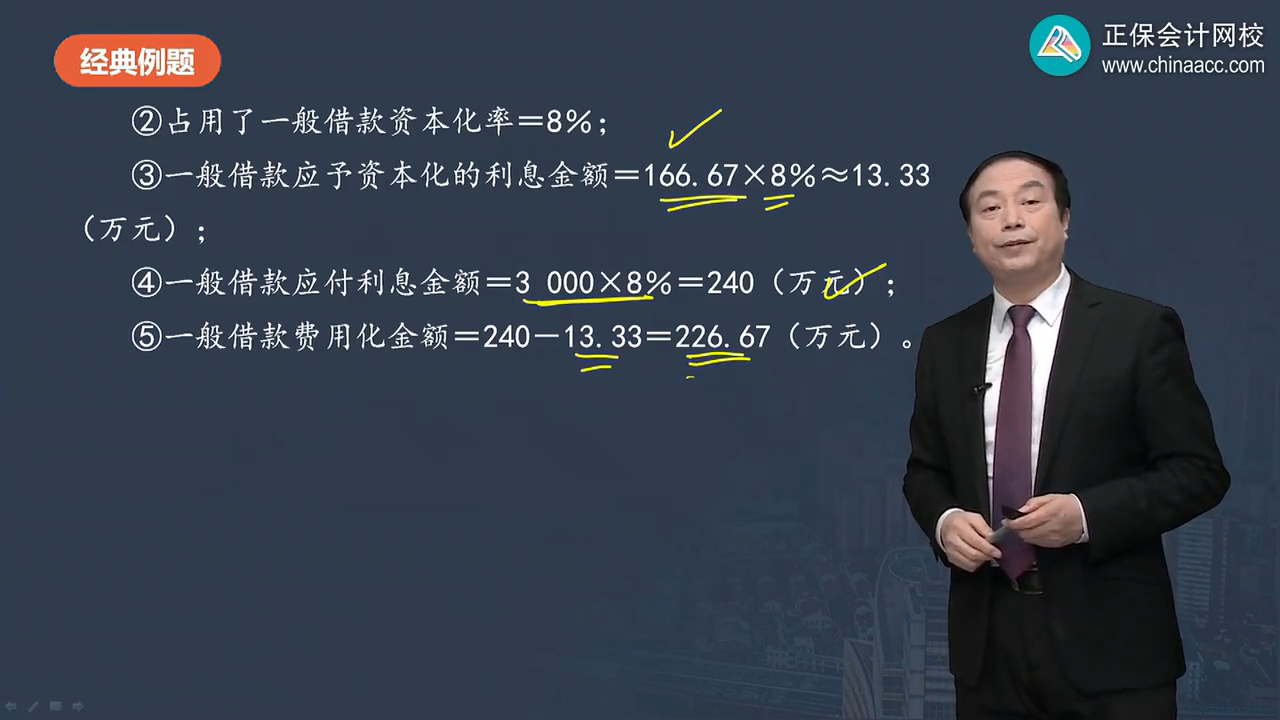 经典例题
正保会计网校
www.chinaacc.com
②占用了一般借款资本化率＝8%；
③一般借款应予资本化的利息金额＝166.67×8%≈13.33
（万元）；
④一般借款应付利息金额＝3 000×8%＝240（万元）；
⑤一般借款费用化金额＝240－13.33＝226.67（万元）。